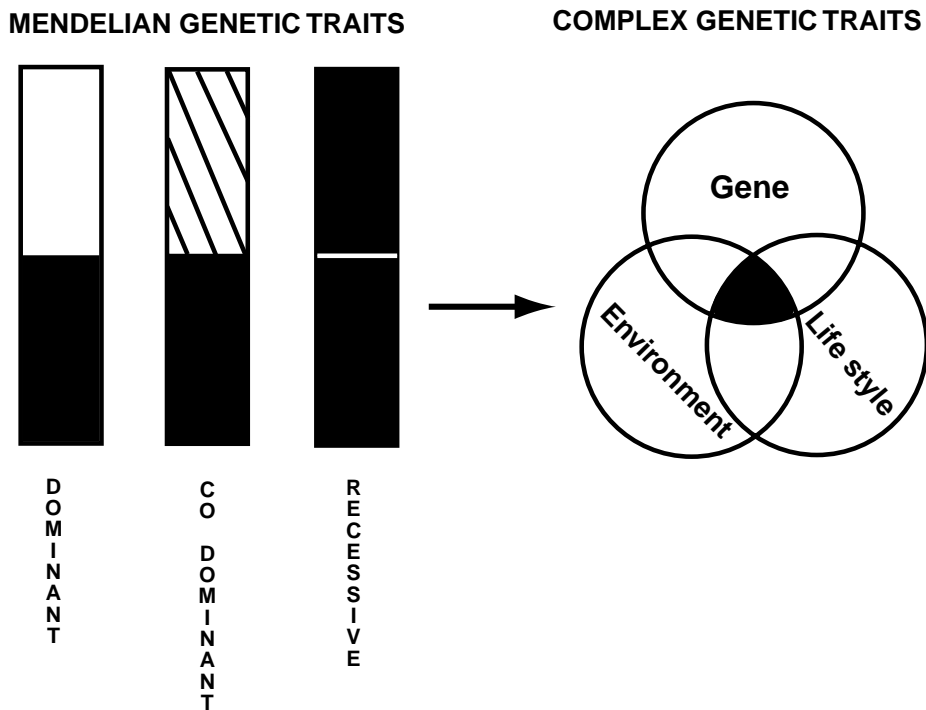 MENDELIAN GENETIC TRAITS
COMPLEX GENETIC TRAITS
DOMINANT
CO DOMINANT
RECESSIVE
Gene
Environment
Life style